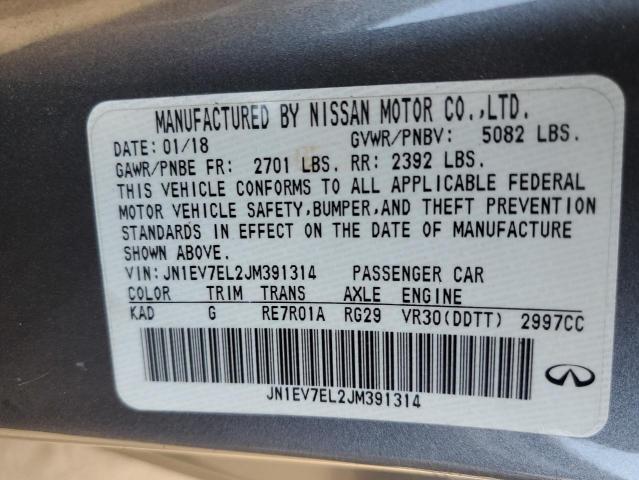 MANUFACTURED BY NISSAN MOTOR CO.,LTD.
DATE: 01/18 GVWR/PNBV: 5082 LBS.
GAWR/PNBE FR: 2701 LBS. RR: 2392 LBS.
THIS VEHICLE CONFORMS TO ALL APPLICABLE FEDERAL
MOTOR VEHICLE SAFETY,BUMPER,AND THEFT PREVENTION
STANDARDS IN EFFECT ON THE DATE OF MANUFACTURE
SHOWN ABOVE.
VIN: JN1EV7EL2JM391314 PASSENGER CAR
COLOR TRIM TRANS AXLE ENGINE
KAD G RE7R01A RG29 VR30(DDTT) 2997CC
JN1EV7EL2JM391314